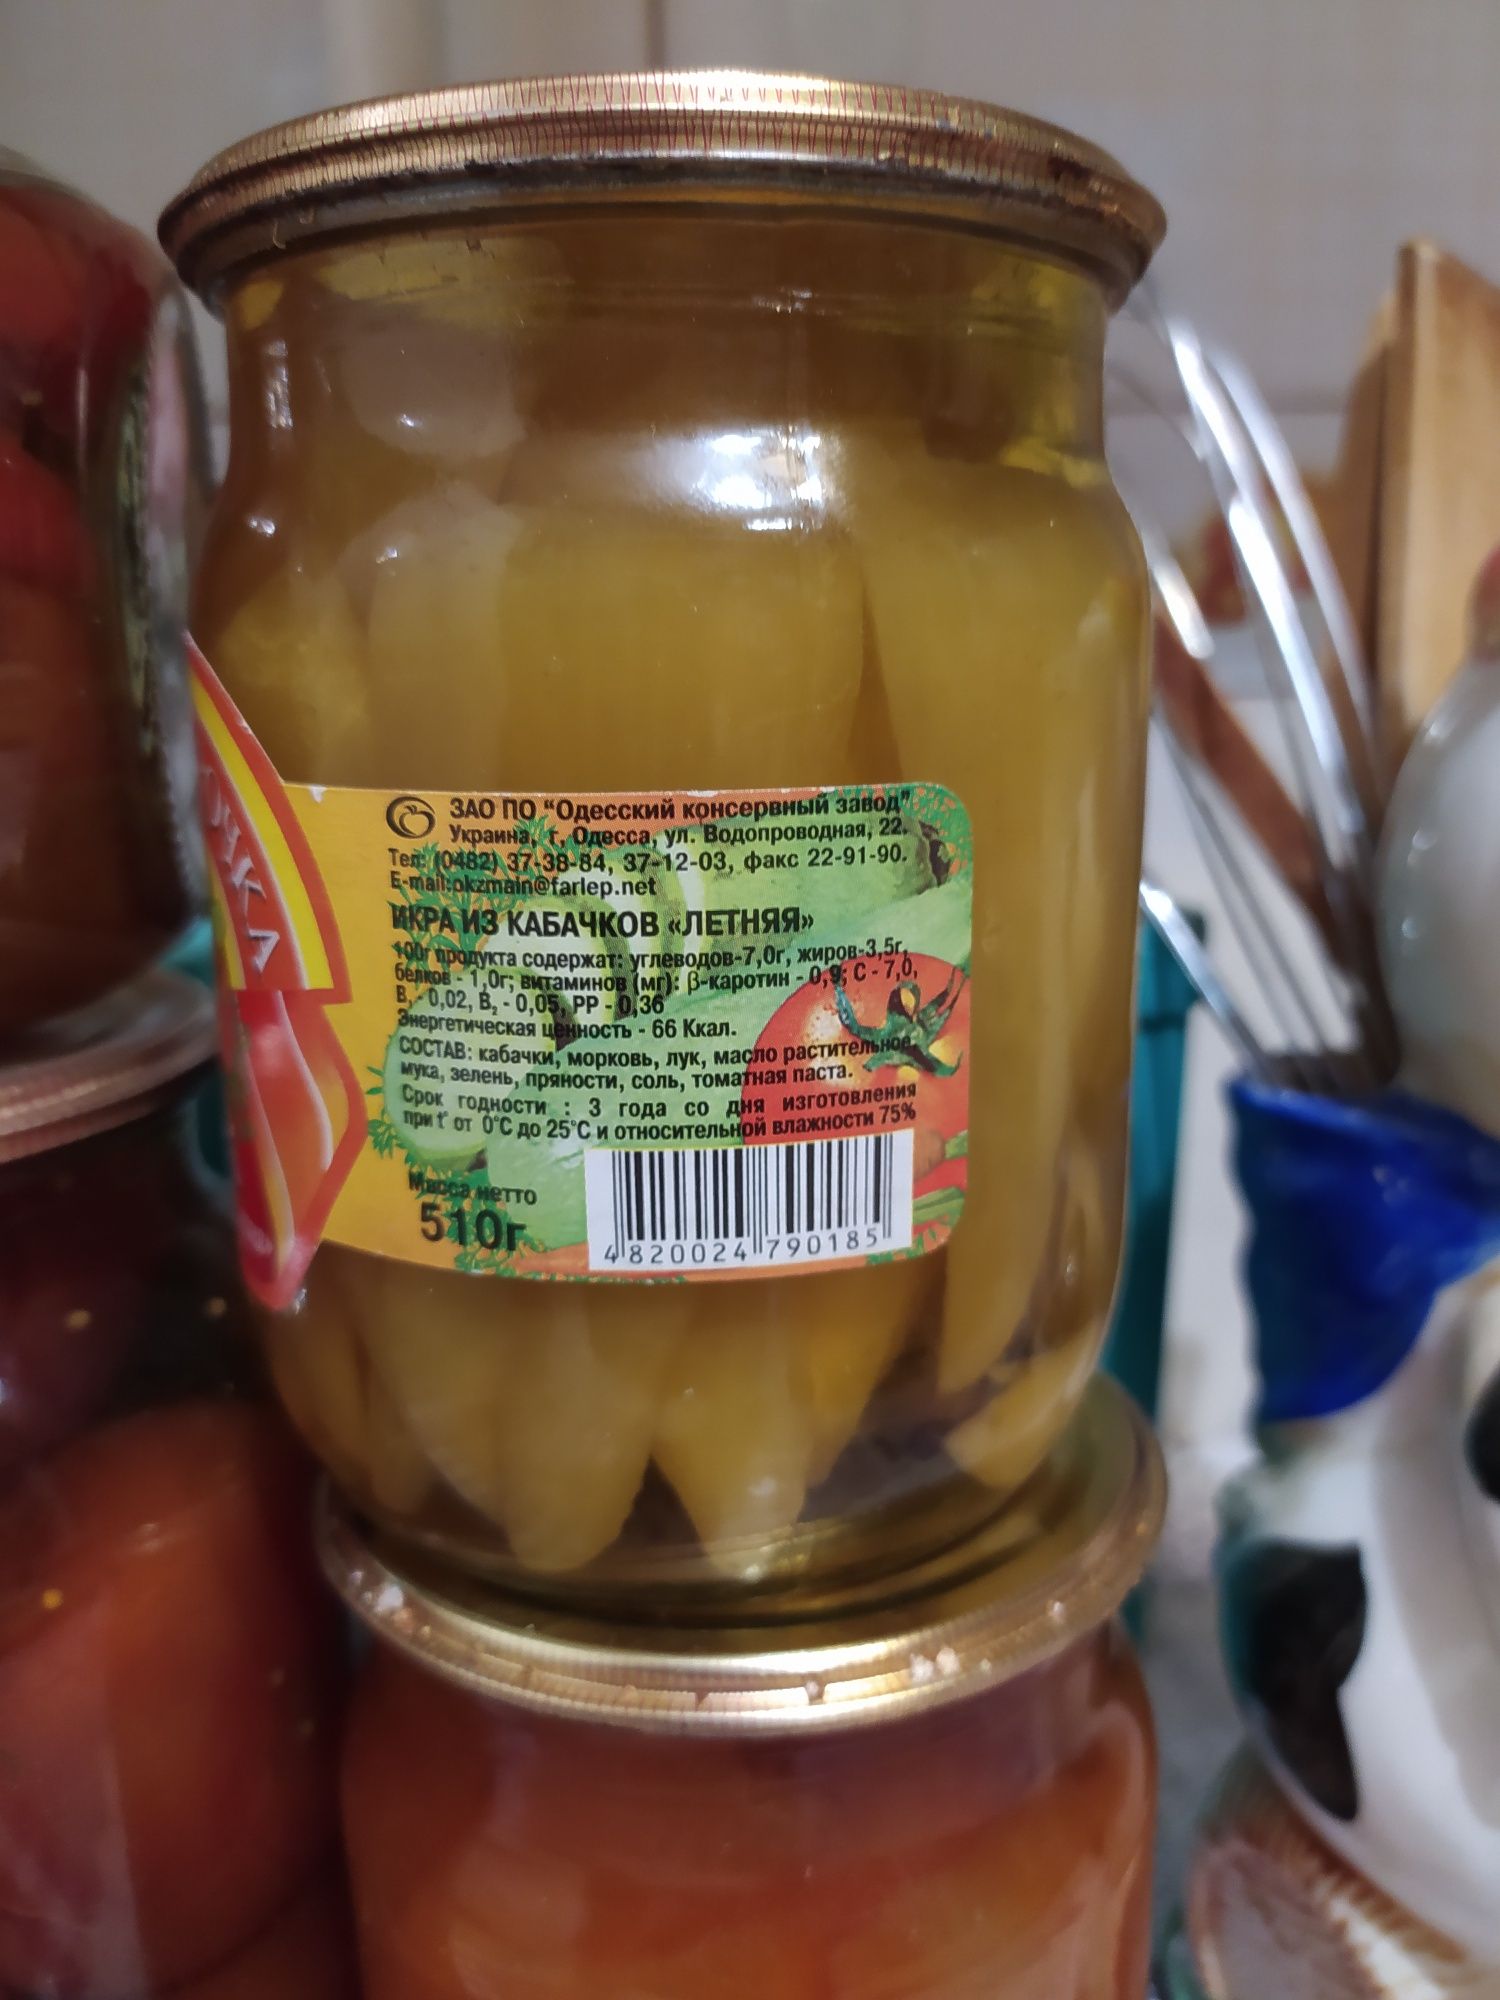 ЗАО ПО "Одесский консервный завод"
Украина, г. Одесса, ул. Водопроводная, 22.
Тел: (0482) 37-38-84, 37-12-03, факс 22-91-90.
E-mail:okzmain@farlep.net
ИКРА ИЗ КАБАЧКОВ «ЛЕТНЯЯ»
100г продукта содержат: углеводов-7,0г, жиров-3,5г,
белков - 1,0г; витаминов (мг): β-каротин - 0,9; С - 7,0,
В₁ - 0,02, В₂ - 0,05, РР - 0,36
Энергетическая ценность - 66 Ккал.
СОСТАВ: кабачки, морковь, лук, масло растительное,
мука, зелень, пряности, соль, томатная паста.
Срок годности : 3 года со дня изготовления
при t° от 0°С до 25°С и относительной влажности 75%
Масса нетто
510г
4820024790185